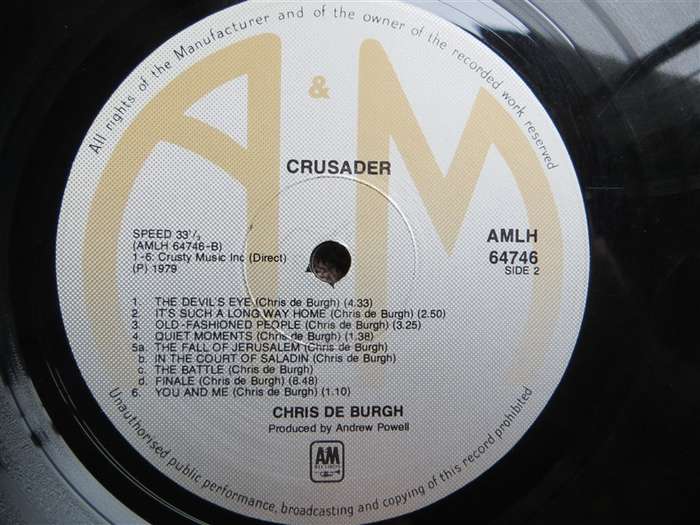 All rights of the Manufacturer and of the owner of the recorded work reserved
A & M
CRUSADER
SPEED 33 1/3
(AMLH 64746-B)
1-6: Crusty Music Inc (Direct)
(P) 1979
AMLH
64746
SIDE 2
1. THE DEVIL'S EYE (Chris de Burgh) (4.33)
2. IT'S SUCH A LONG WAY HOME (Chris de Burgh) (2.50)
3. OLD-FASHIONED PEOPLE (Chris de Burgh) (3.25)
4. QUIET MOMENTS (Chris de Burgh) (1.38)
5a. THE FALL OF JERUSALEM (Chris de Burgh)
b. IN THE COURT OF SALADIN (Chris de Burgh)
c. THE BATTLE (Chris de Burgh)
d. FINALE (Chris de Burgh) (8.48)
6. YOU AND ME (Chris de Burgh) (1.10)
CHRIS DE BURGH
Produced by Andrew Powell
AM
RECORDS
Unauthorised public performance, broadcasting and copying of this record prohibited